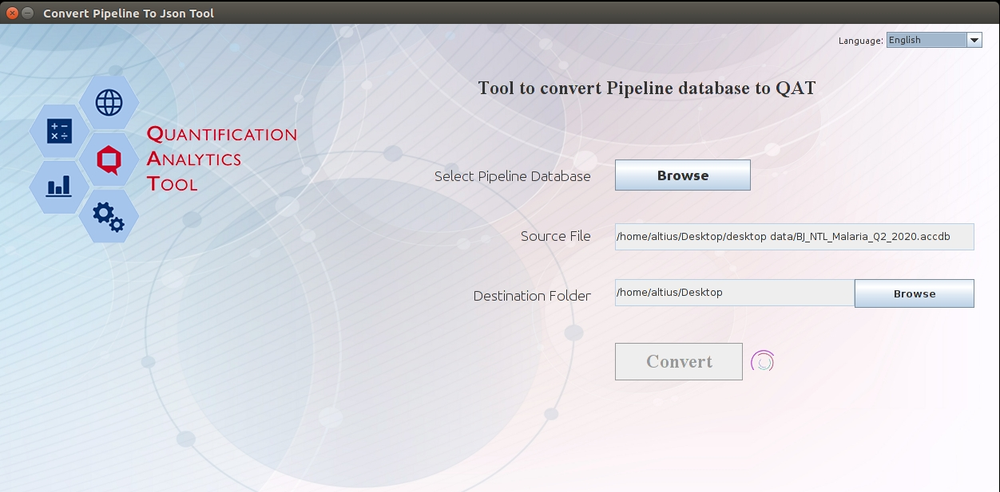 Convert Pipeline To Json Tool
Language: English
Tool to convert Pipeline database to QAT
QUANTIFICATION
ANALYTICS
TOOL
Select Pipeline Database Browse
Source File /home/altius/Desktop/desktop data/BJ_NTL_Malaria_Q2_2020.accdb
Destination Folder /home/altius/Desktop Browse
Convert